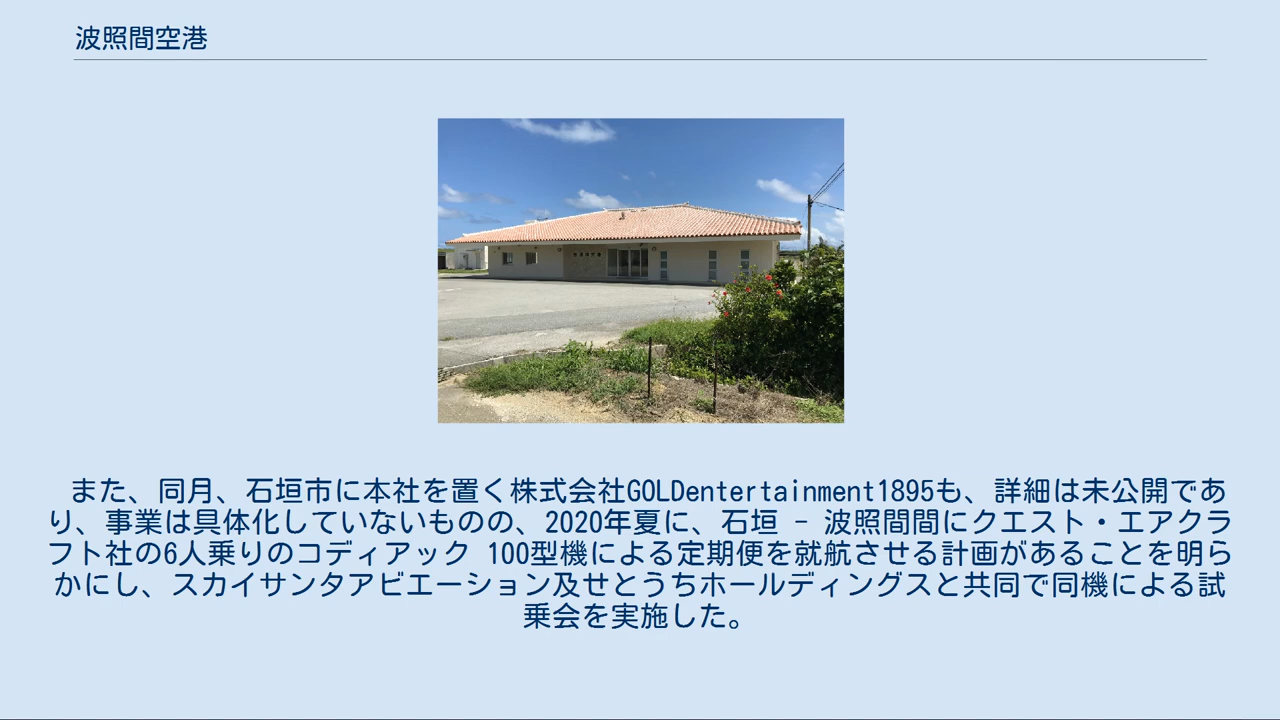 波照間空港
また、同月、石垣市に本社を置く株式会社GOLDentertainment1895も、詳細は未公開であ
り、事業は具体化していないものの、2020年夏に、石垣 - 波照間間にクエスト・エアクラ
フト社の6人乗りのコディアック 100型機による定期便を就航させる計画があることを明ら
かにし、スカイサンタアビエーション及せとうちホールディングスと共同で同機による試
乗会を実施した。